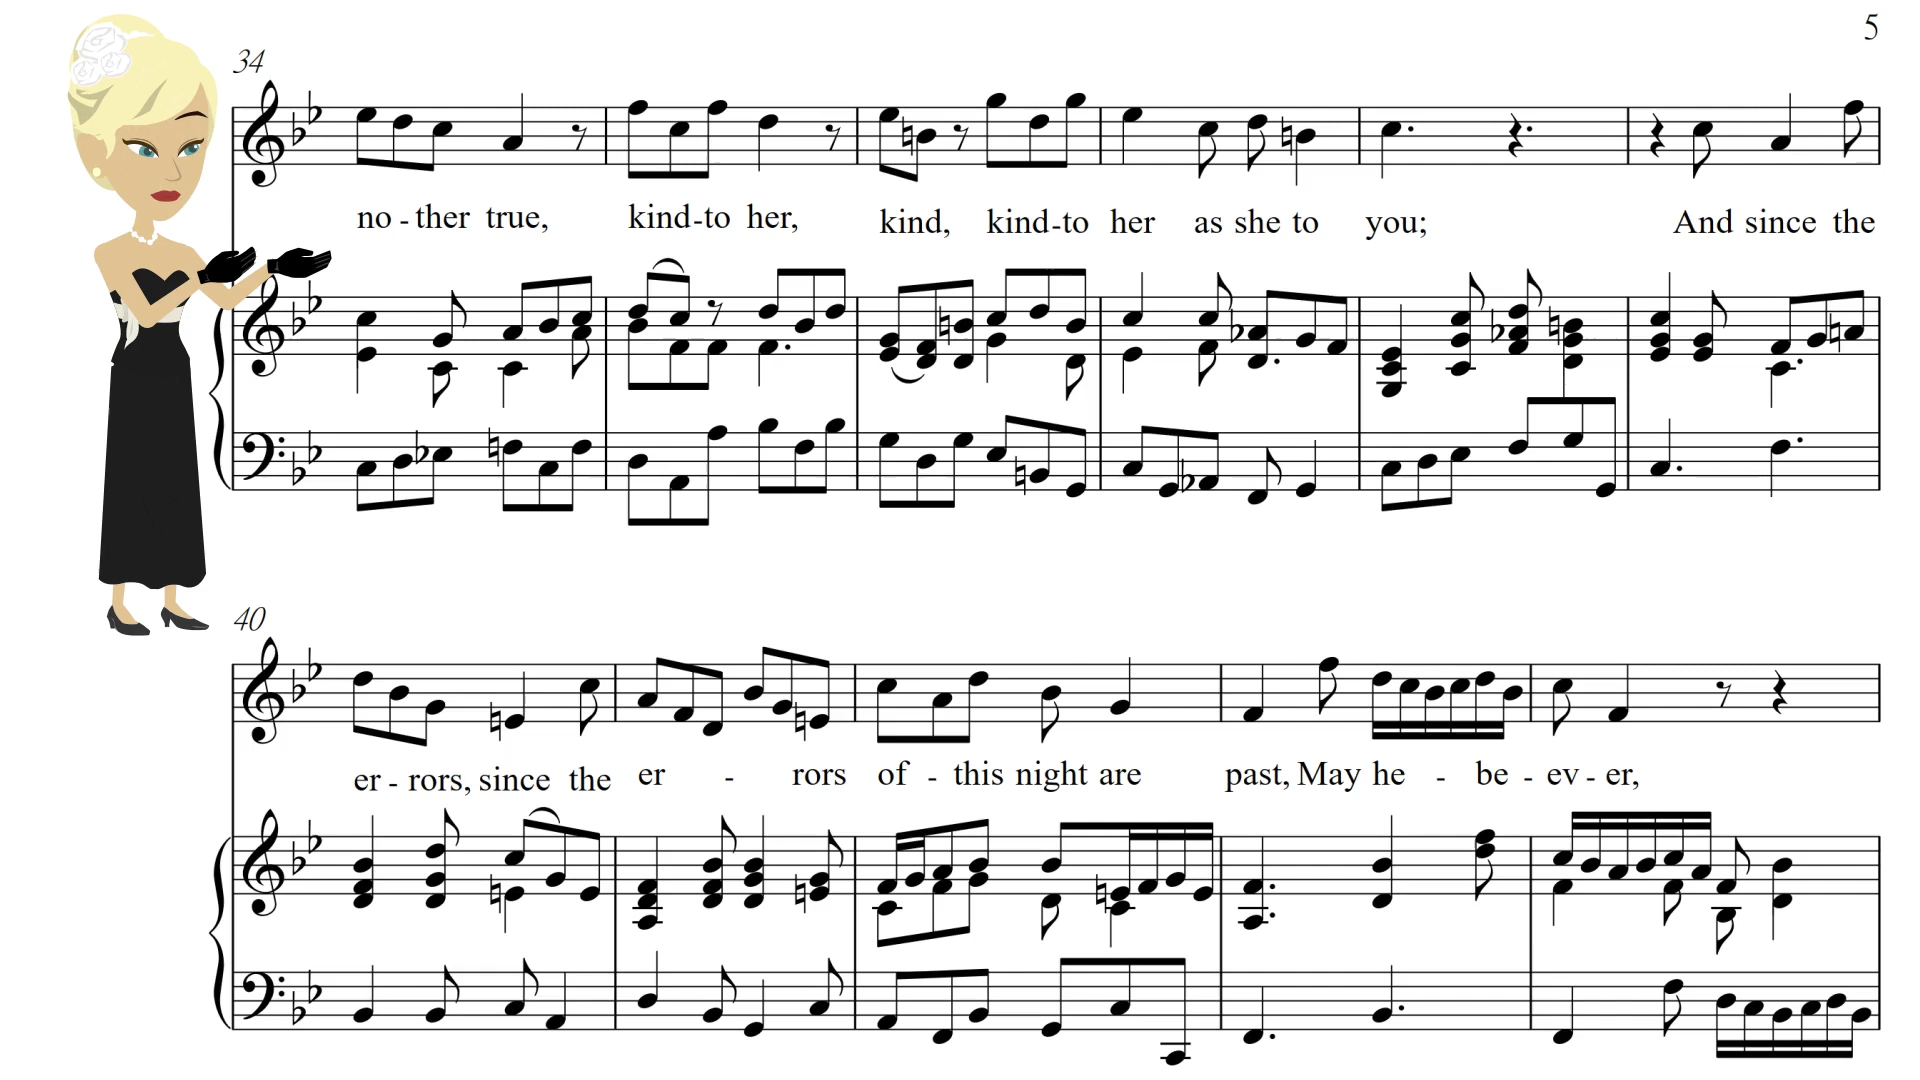 5
34
no - ther true, kind-to her, kind, kind-to her as she to you; And since the
40
er - rors, since the er - rors of - this night are past, May he - be - ev - er,